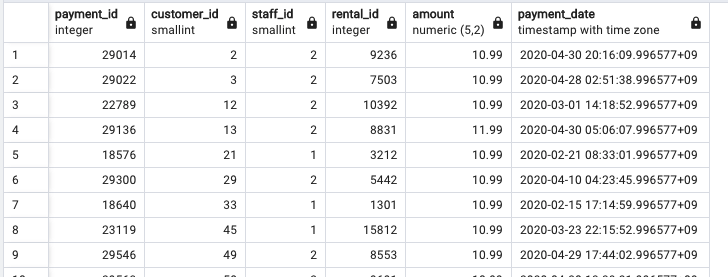 payment_id customer_id staff_id rental_id amount payment_date
integer smallint smallint integer numeric (5,2) timestamp with time zone
1 29014 2 2 9236 10.99 2020-04-30 20:16:09.996577+09
2 29022 3 2 7503 10.99 2020-04-28 02:51:38.996577+09
3 22789 12 2 10392 10.99 2020-03-01 14:18:52.996577+09
4 29136 13 2 8831 11.99 2020-04-30 05:06:07.996577+09
5 18576 21 1 3212 10.99 2020-02-21 08:33:01.996577+09
6 29300 29 2 5442 10.99 2020-04-10 04:23:45.996577+09
7 18640 33 1 1301 10.99 2020-02-15 17:14:59.996577+09
8 23119 45 1 15812 10.99 2020-03-23 22:15:52.996577+09
9 29546 49 2 8553 10.99 2020-04-29 17:44:02.996577+09